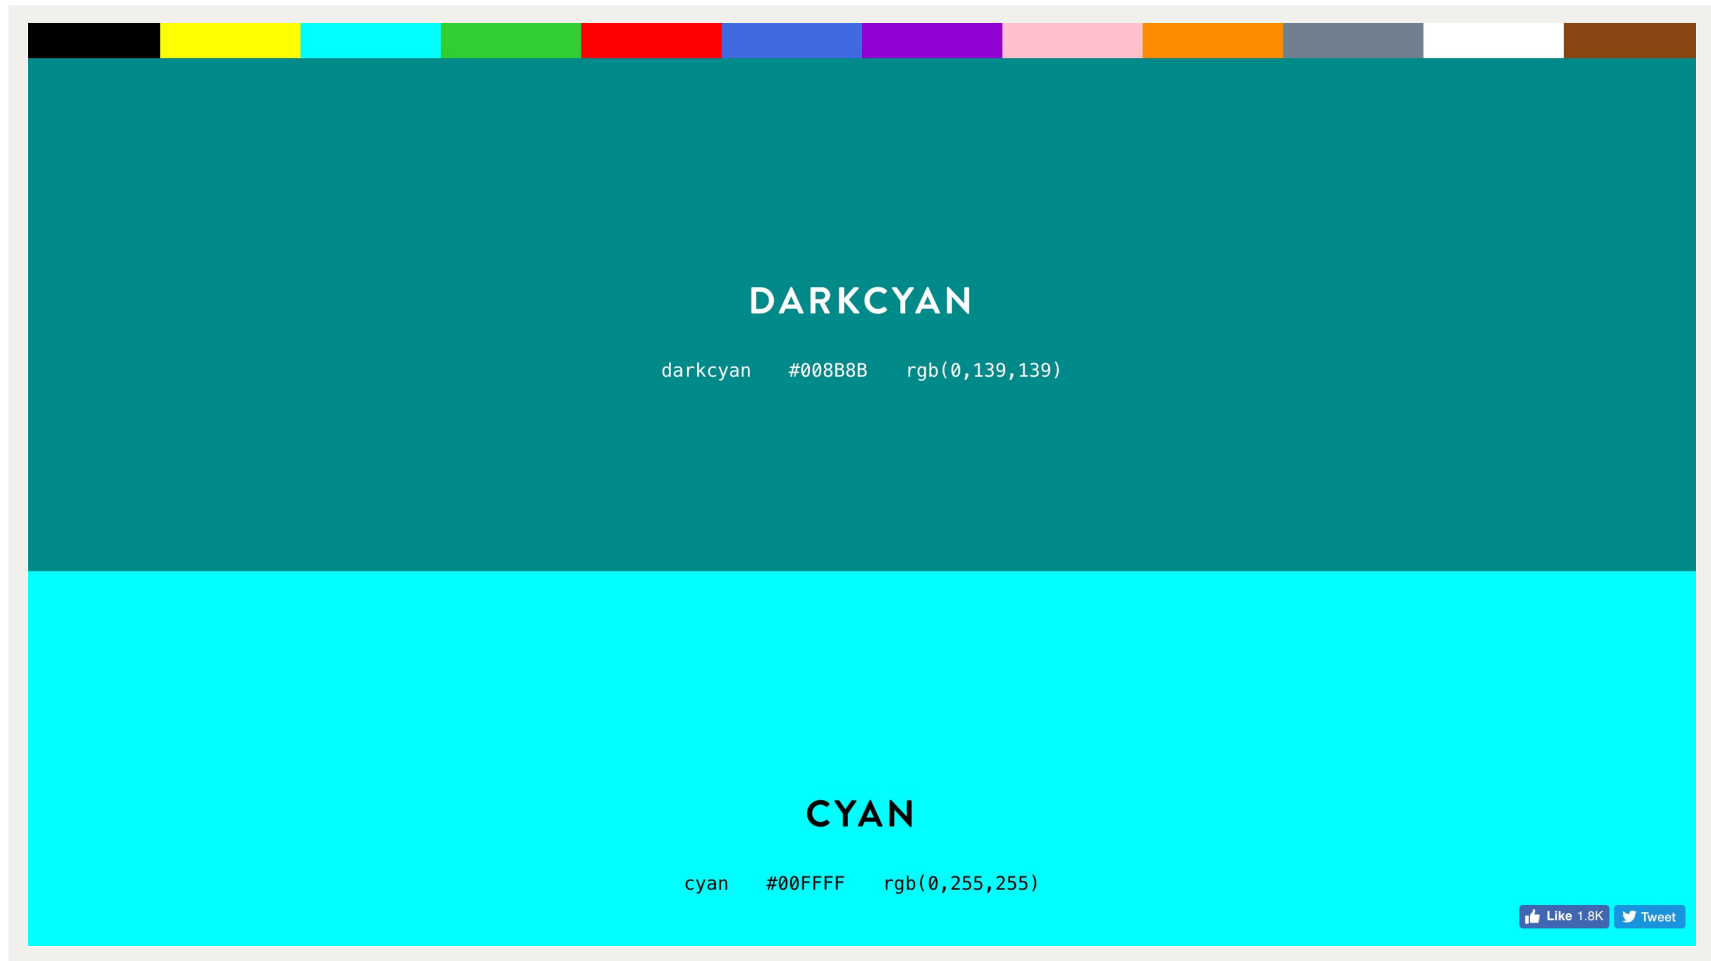 DARKCYAN
darkcyan #008B8B rgb(0,139,139)
CYAN
cyan #00FFFF rgb(0,255,255)
Like 1.8K Tweet